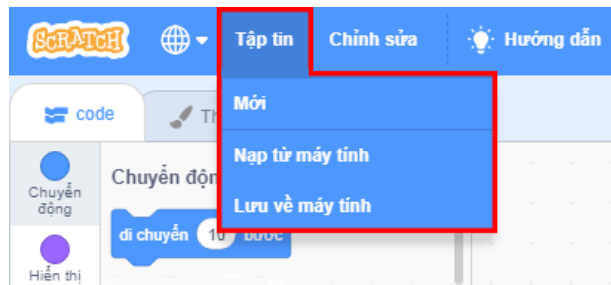 SCRATCH Tập tin Chỉnh sửa Hướng dẫn
Mới
code
Nạp từ máy tính
Chuyển động
Lưu về máy tính
di chuyển 10 bước
Chuyển
động
Hiển thị